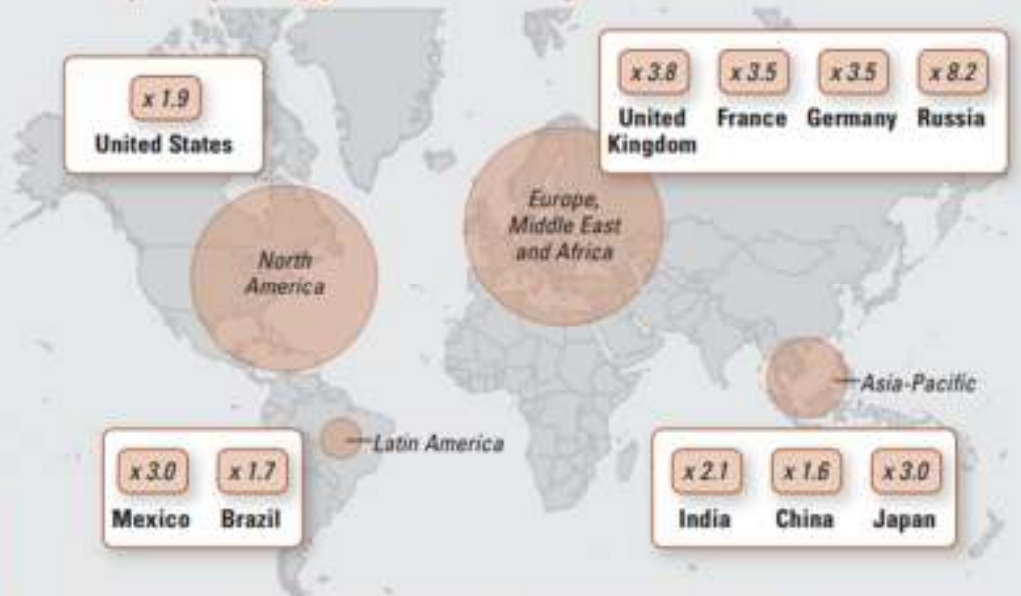 x 1.9
United States
x 3.8 x 3.5 x 3.5 x 8.2
United Kingdom France Germany Russia
North
America
Europe,
Middle East
and Africa
Asia-Pacific
Latin America
x 3.0 x 1.7
Mexico Brazil
x 2.1 x 1.6 x 3.0
India China Japan